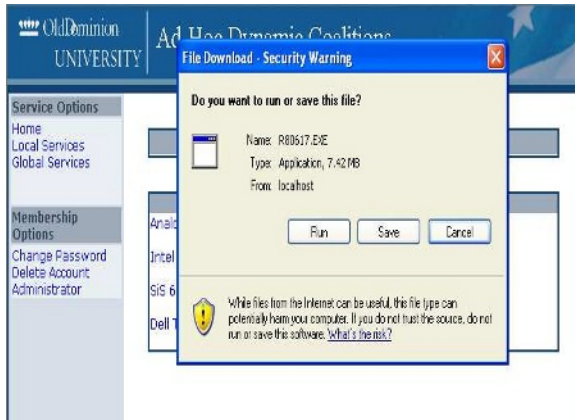 Old Dominion
UNIVERSITY
Ad Hoc Dynamic Coalitions
File Download - Security Warning
Do you want to run or save this file?
Name: R80617.EXE
Type: Application, 7.42 MB
From: localhost
Run
Save
Cancel
While files from the Internet can be useful, this file type can
potentially harm your computer. If you do not trust the source, do not
run or save this software. What's the risk?
Service Options
Home
Local Services
Global Services
Membership
Options
Change Password
Delete Account
Administrator
Intel
SiS 6
Dell T